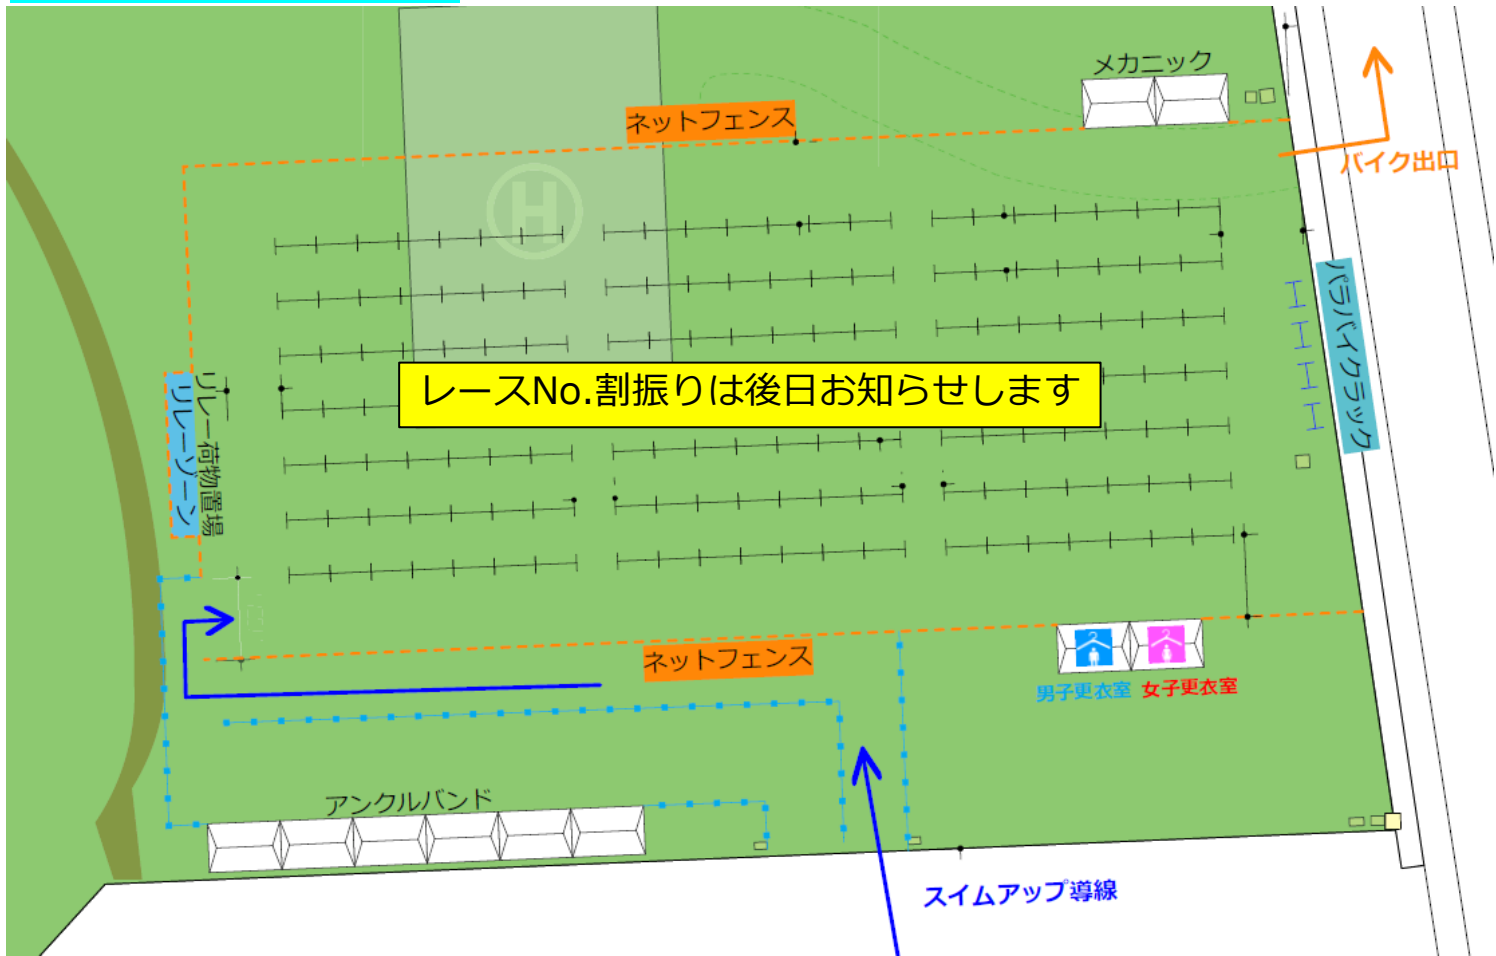 メカニック
ネットフェンス
バイク出口
H
パラバイクラック
レースNo.割振りは後日お知らせします
リレー荷物置場
リレーゾーン
ネットフェンス
男子更衣室 女子更衣室
アンクルバンド
スイムアップ導線